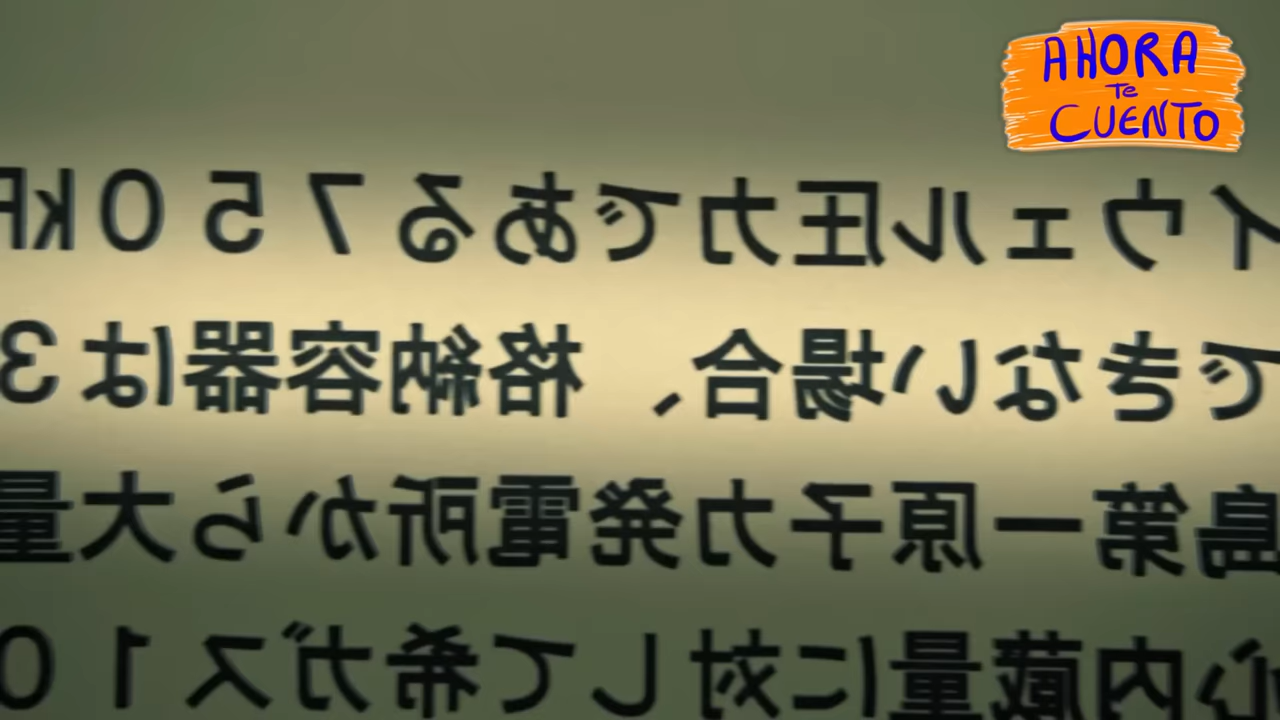 AHORA
Te
CUENTO
イウェル圧力である７５０k
できない場合、格納容器は３
島第一原子力発電所から大量
心内蔵量に対して希ガス１０